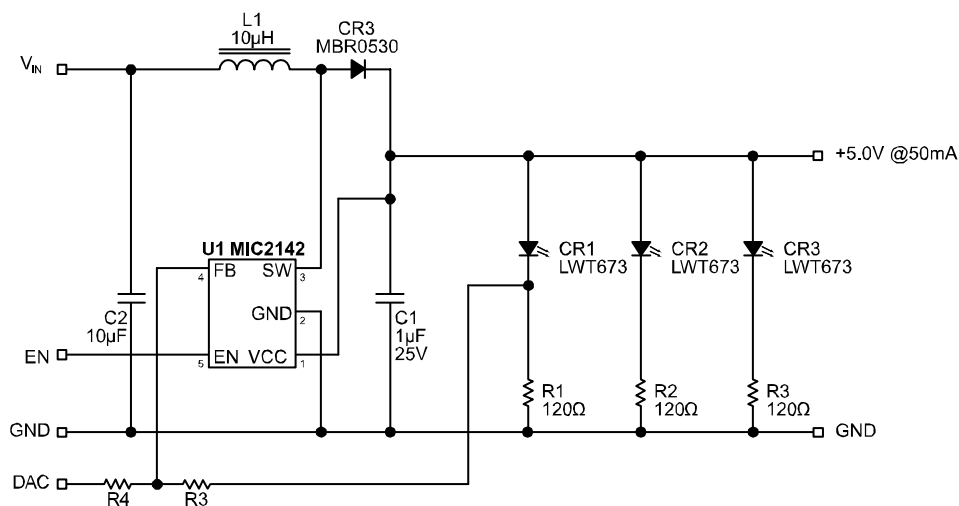 L1
10µH
CR3
MBR0530
VIN
+5.0V @50mA
U1 MIC2142
4 FB SW 3
GND 2
5 EN VCC 1
CR1
LWT673
CR2
LWT673
CR3
LWT673
C2
10µF
C1
1µF
25V
EN
R1
120Ω
R2
120Ω
R3
120Ω
GND
GND
DAC
R4
R3